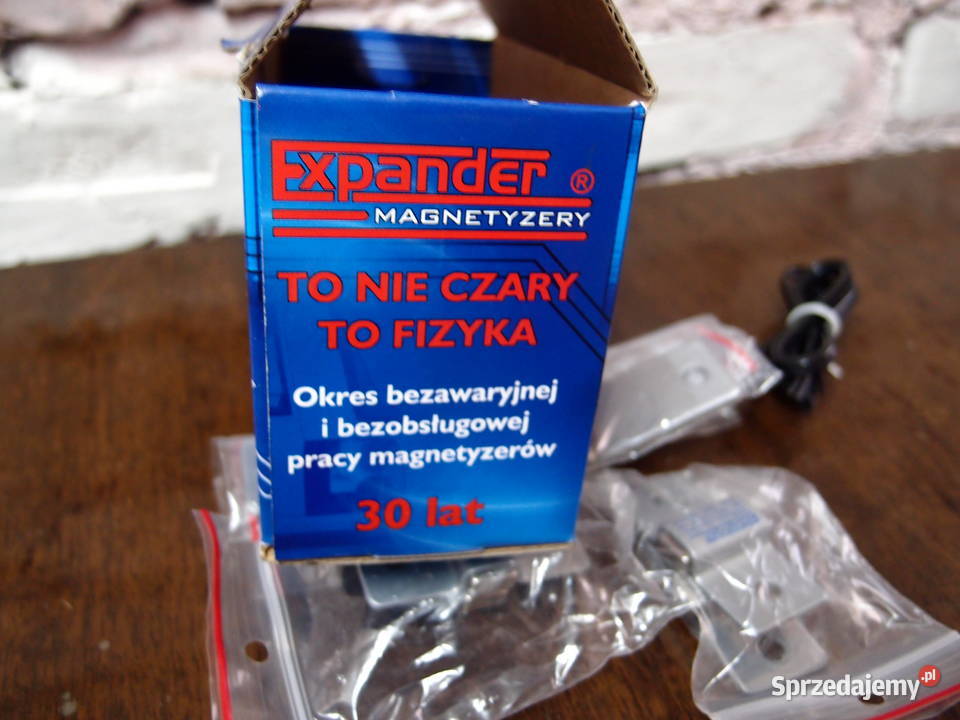 Expander ®
MAGNETYZERY
TO NIE CZARY
TO FIZYKA
Okres bezawaryjnej
i bezobsługowej
pracy magnetyzerów
30 lat
Sprzedajemy.pl